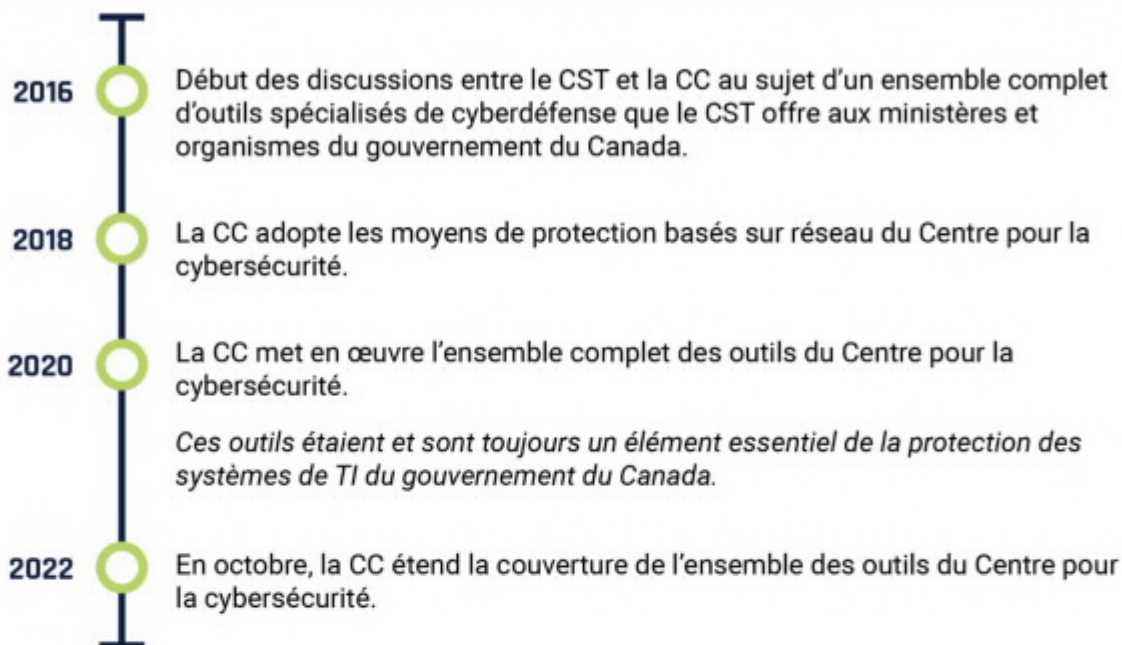 2016
Début des discussions entre le CST et la CC au sujet d’un ensemble complet
d’outils spécialisés de cyberdéfense que le CST offre aux ministères et
organismes du gouvernement du Canada.
2018
La CC adopte les moyens de protection basés sur réseau du Centre pour la
cybersécurité.
2020
La CC met en œuvre l’ensemble complet des outils du Centre pour la
cybersécurité.
Ces outils étaient et sont toujours un élément essentiel de la protection des
systèmes de TI du gouvernement du Canada.
2022
En octobre, la CC étend la couverture de l’ensemble des outils du Centre pour
la cybersécurité.